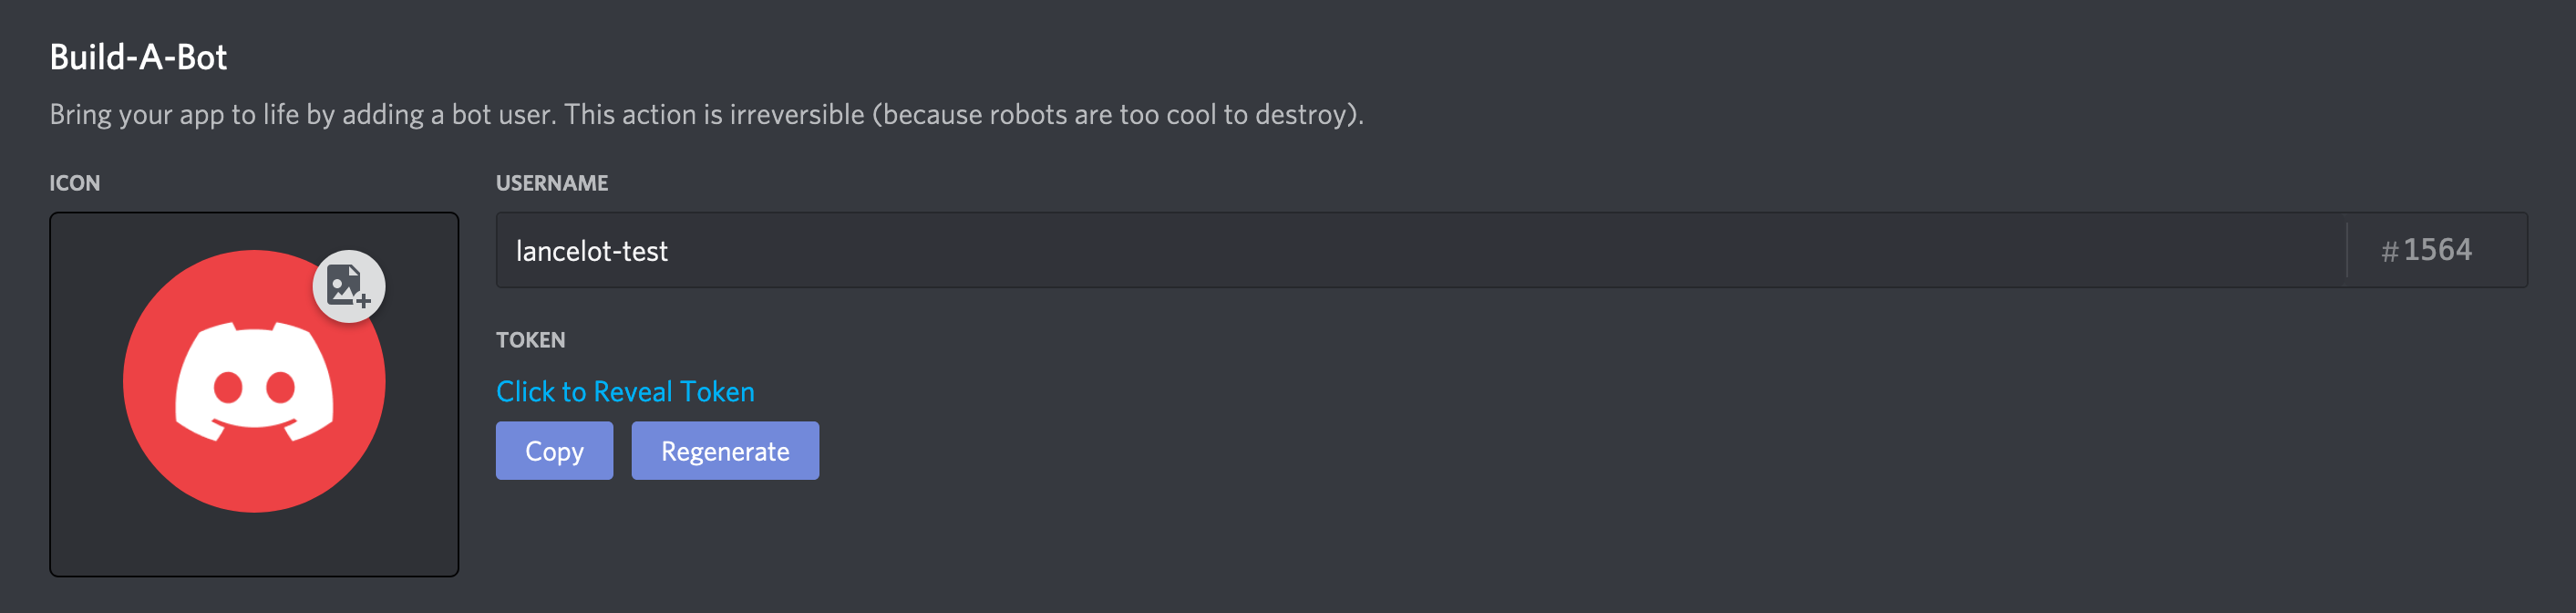 Build-A-Bot
Bring your app to life by adding a bot user. This action is irreversible (because robots are too cool to destroy).
ICON
USERNAME
lancelot-test
#1564
TOKEN
Click to Reveal Token
Copy
Regenerate